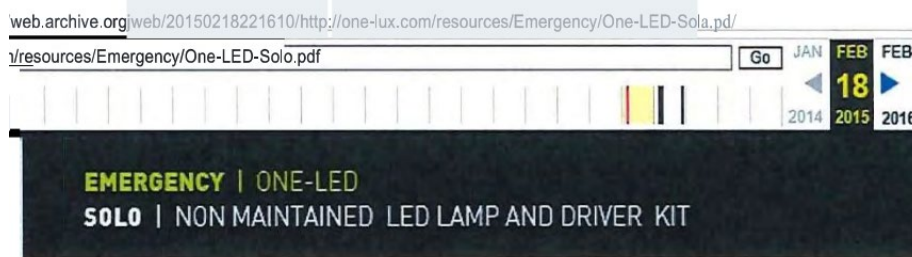 web.archive.orgjweb/20150218221610/http://one-lux.com/resources/Emergency/One-LED-Sola.pd/
/resources/Emergency/One-LED-Solo.pdf Go JAN FEB FEB
18
2014 2015 2016
EMERGENCY | ONE-LED
SOLO | NON MAINTAINED LED LAMP AND DRIVER KIT